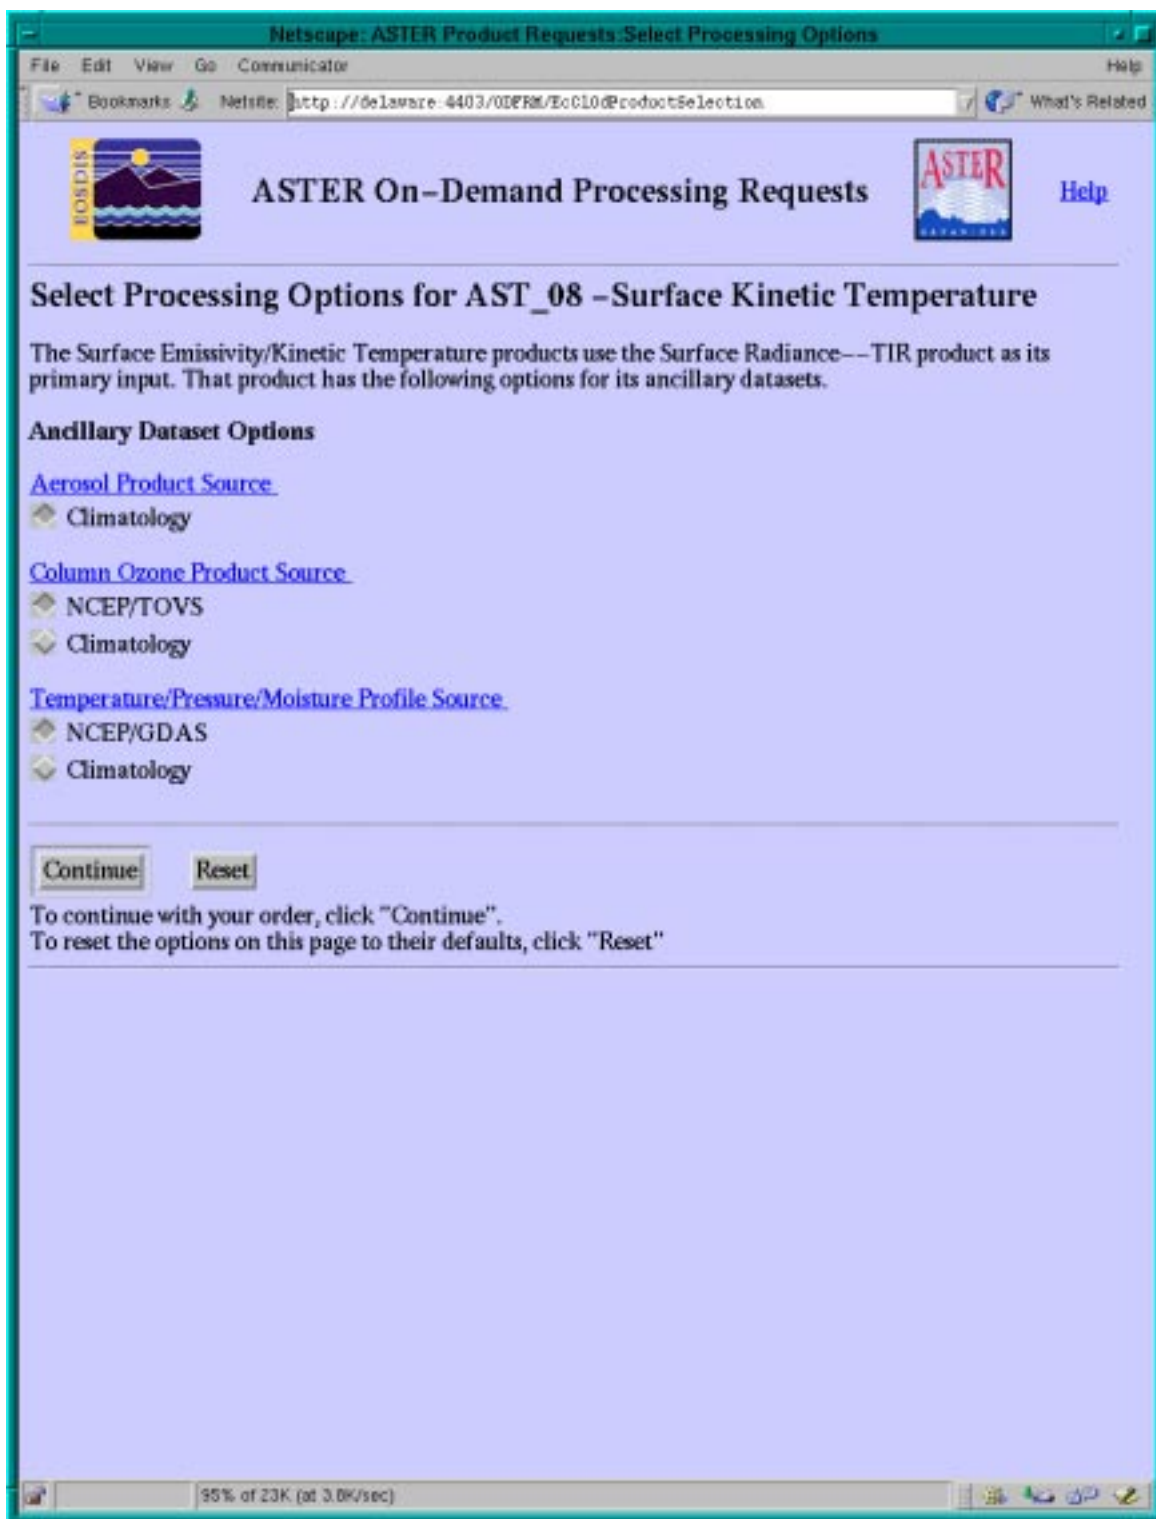 Netscape: ASTER Product Requests:Select Processing Options
File Edit View Go Communicator Help
Bookmarks Netsite: http://delaware:4403/ODFRM/EcClOdProductSelection What's Related
EOSDIS
ASTER On-Demand Processing Requests
ASTER
Help
Select Processing Options for AST_08 -Surface Kinetic Temperature
The Surface Emissivity/Kinetic Temperature products use the Surface Radiance--TIR product as its
primary input. That product has the following options for its ancillary datasets.
Ancillary Dataset Options
Aerosol Product Source
Climatology
Column Ozone Product Source
NCEP/TOVS
Climatology
Temperature/Pressure/Moisture Profile Source
NCEP/GDAS
Climatology
Continue Reset
To continue with your order, click "Continue".
To reset the options on this page to their defaults, click "Reset"
95% of 23K (at 3.8K/sec)